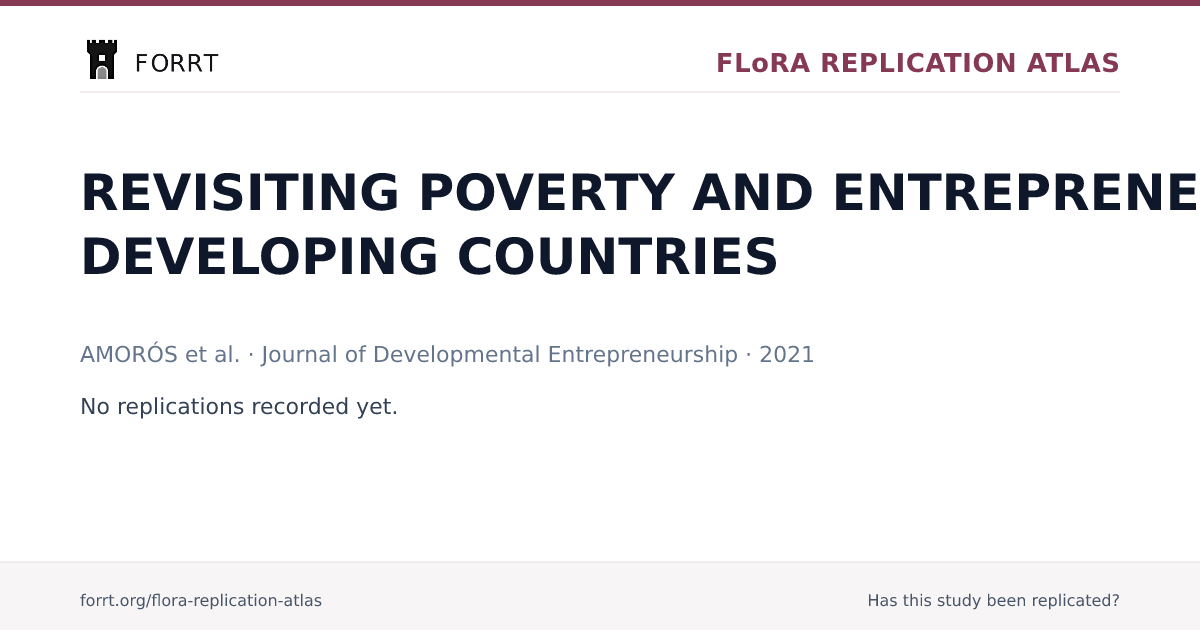 FORRT
FLoRA REPLICATION ATLAS
REVISITING POVERTY AND ENTREPRENE
DEVELOPING COUNTRIES
AMORÓS et al. · Journal of Developmental Entrepreneurship · 2021
No replications recorded yet.
forrt.org/flora-replication-atlas
Has this study been replicated?